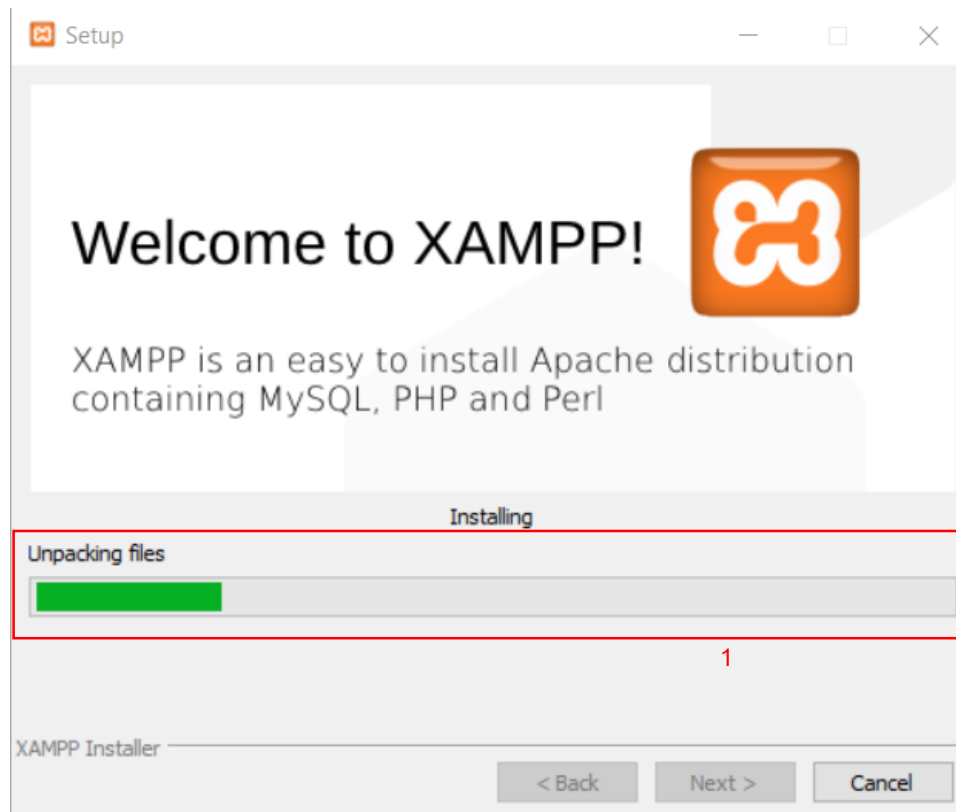 Setup
Welcome to XAMPP!
XAMPP is an easy to install Apache distribution
containing MySQL, PHP and Perl
Installing
Unpacking files
1
XAMPP Installer
< Back
Next >
Cancel